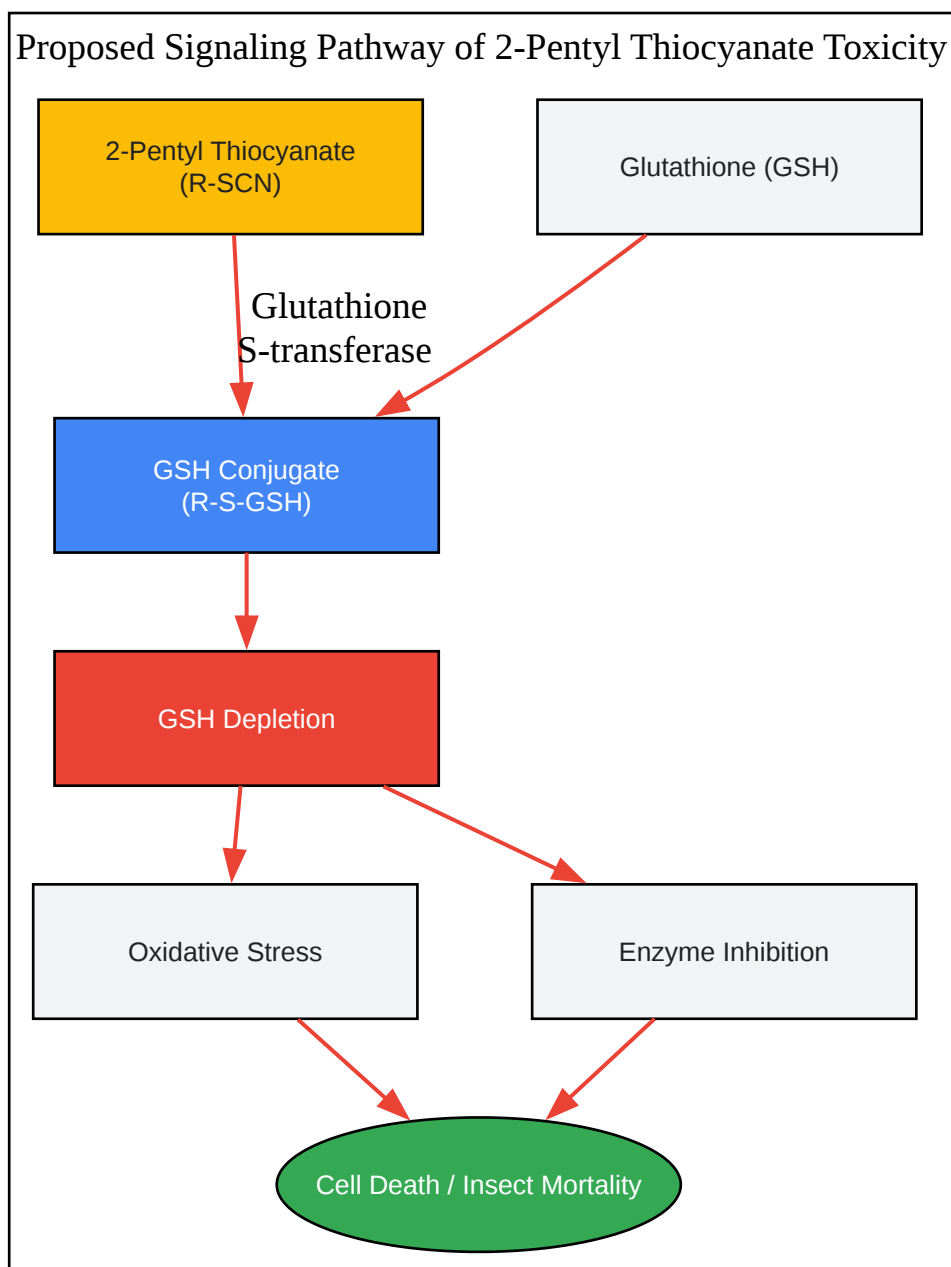 Proposed Signaling Pathway of 2-Pentyl Thiocyanate Toxicity
2-Pentyl Thiocyanate
(R-SCN)
Glutathione (GSH)
Glutathione
S-transferase
GSH Conjugate
(R-S-GSH)
GSH Depletion
Oxidative Stress
Enzyme Inhibition
Cell Death / Insect Mortality